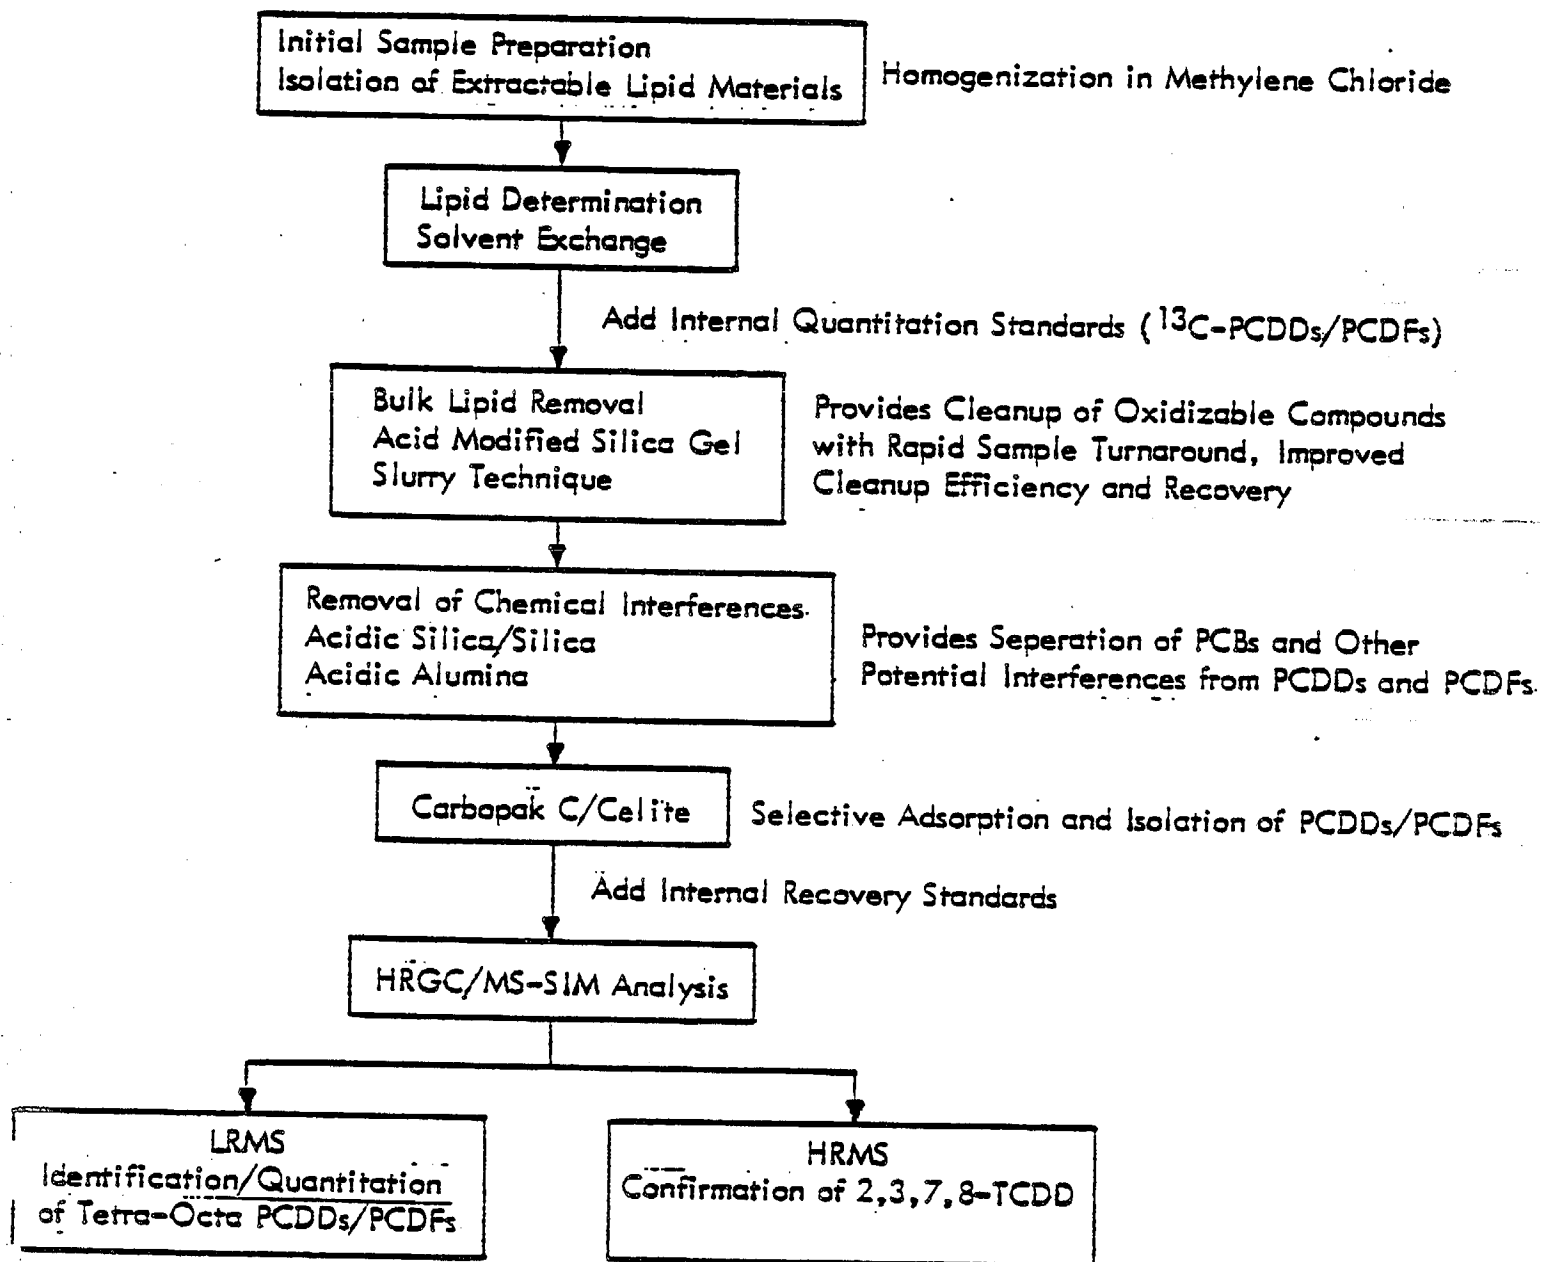 Initial Sample Preparation
Isolation of Extractable Lipid Materials
Homogenization in Methylene Chloride
Lipid Determination
Solvent Exchange
Add Internal Quantitation Standards (¹³C-PCDDs/PCDFs)
Bulk Lipid Removal
Acid Modified Silica Gel
Slurry Technique
Provides Cleanup of Oxidizable Compounds
with Rapid Sample Turnaround, Improved
Cleanup Efficiency and Recovery
Removal of Chemical Interferences
Acidic Silica/Silica
Acidic Alumina
Provides Seperation of PCBs and Other
Potential Interferences from PCDDs and PCDFs.
Carbopak C/Celite
Selective Adsorption and Isolation of PCDDs/PCDFs
Add Internal Recovery Standards
HRGC/MS-SIM Analysis
LRMS
Identification/Quantitation
of Tetra-Octa PCDDs/PCDFs
HRMS
Confirmation of 2,3,7,8-TCDD